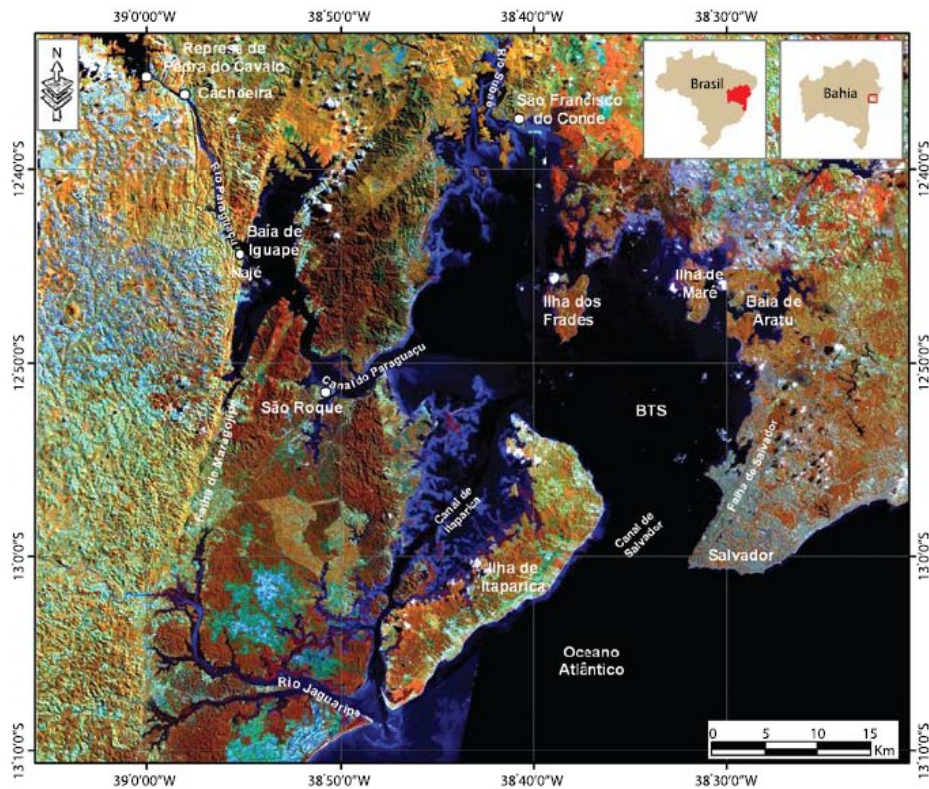 39°0'0"W
38°50'0"W
38°40'0"W
38°30'0"W
N
Represa de
Pedra do Cavalo
Cachoeira
Rio Subaé
São Francisco
do Conde
Brasil
Bahia
12°40'0"S
12°40'0"S
Rio Paraguaçu
Baía de
Iguape
Najé
Ilha dos
Frades
Ilha de
Maré
Baía de
Aratu
12°50'0"S
12°50'0"S
Canal do Paraguaçu
São Roque
BTS
Falha de Maragogipe
Canal de
Itaparica
Canal de
Salvador
Falha de Salvador
Salvador
13°0'0"S
13°0'0"S
Ilha de
Itaparica
Oceano
Atlântico
Rio Jaguaripe
0 5 10 15
Km
13°10'0"S
13°10'0"S
39°0'0"W
38°50'0"W
38°40'0"W
38°30'0"W